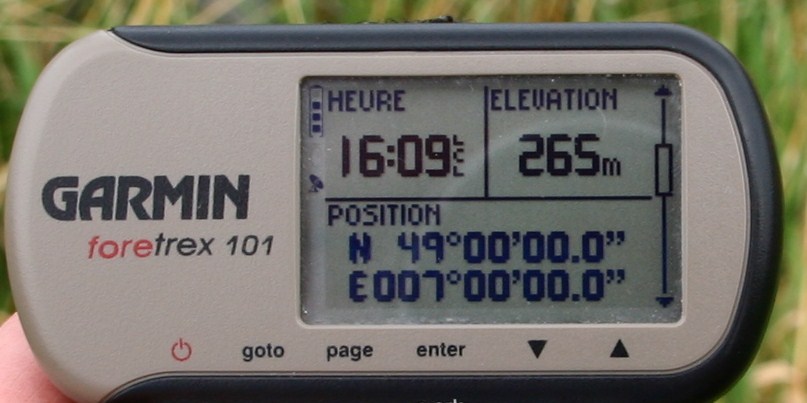 HEURE
ELEVATION
16:09
265m
POSITION
N 49°00'00.0"
E007°00'00.0"
GARMIN
foretrex 101
goto
page
enter